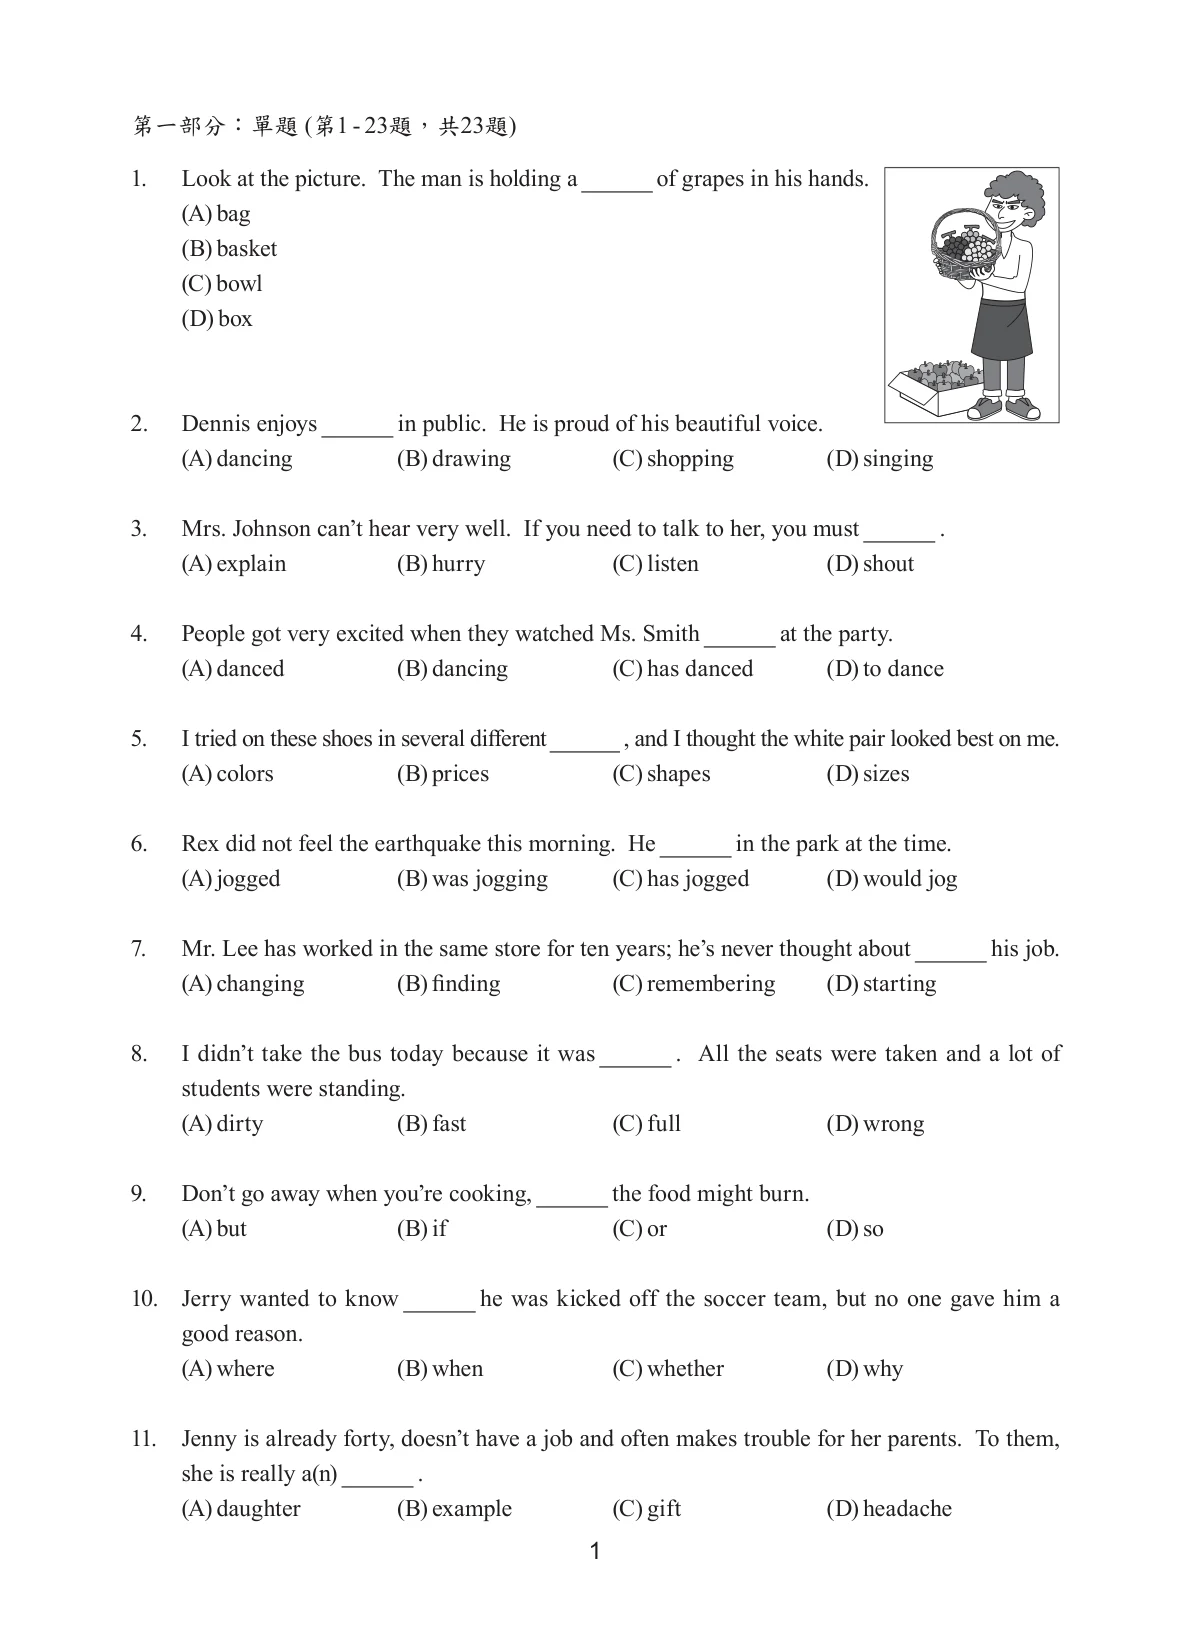 第一部分：單題 (第1 - 23題，共23題)
1. Look at the picture. The man is holding a ______ of grapes in his hands.
(A) bag
(B) basket
(C) bowl
(D) box
2. Dennis enjoys ______ in public. He is proud of his beautiful voice.
(A) dancing (B) drawing (C) shopping (D) singing
3. Mrs. Johnson can’t hear very well. If you need to talk to her, you must ______ .
(A) explain (B) hurry (C) listen (D) shout
4. People got very excited when they watched Ms. Smith ______ at the party.
(A) danced (B) dancing (C) has danced (D) to dance
5. I tried on these shoes in several different ______ , and I thought the white pair looked best on me.
(A) colors (B) prices (C) shapes (D) sizes
6. Rex did not feel the earthquake this morning. He ______ in the park at the time.
(A) jogged (B) was jogging (C) has jogged (D) would jog
7. Mr. Lee has worked in the same store for ten years; he’s never thought about ______ his job.
(A) changing (B) finding (C) remembering (D) starting
8. I didn’t take the bus today because it was ______ . All the seats were taken and a lot of
students were standing.
(A) dirty (B) fast (C) full (D) wrong
9. Don’t go away when you’re cooking, ______ the food might burn.
(A) but (B) if (C) or (D) so
10. Jerry wanted to know ______ he was kicked off the soccer team, but no one gave him a
good reason.
(A) where (B) when (C) whether (D) why
11. Jenny is already forty, doesn’t have a job and often makes trouble for her parents. To them,
she is really a(n) ______ .
(A) daughter (B) example (C) gift (D) headache
1